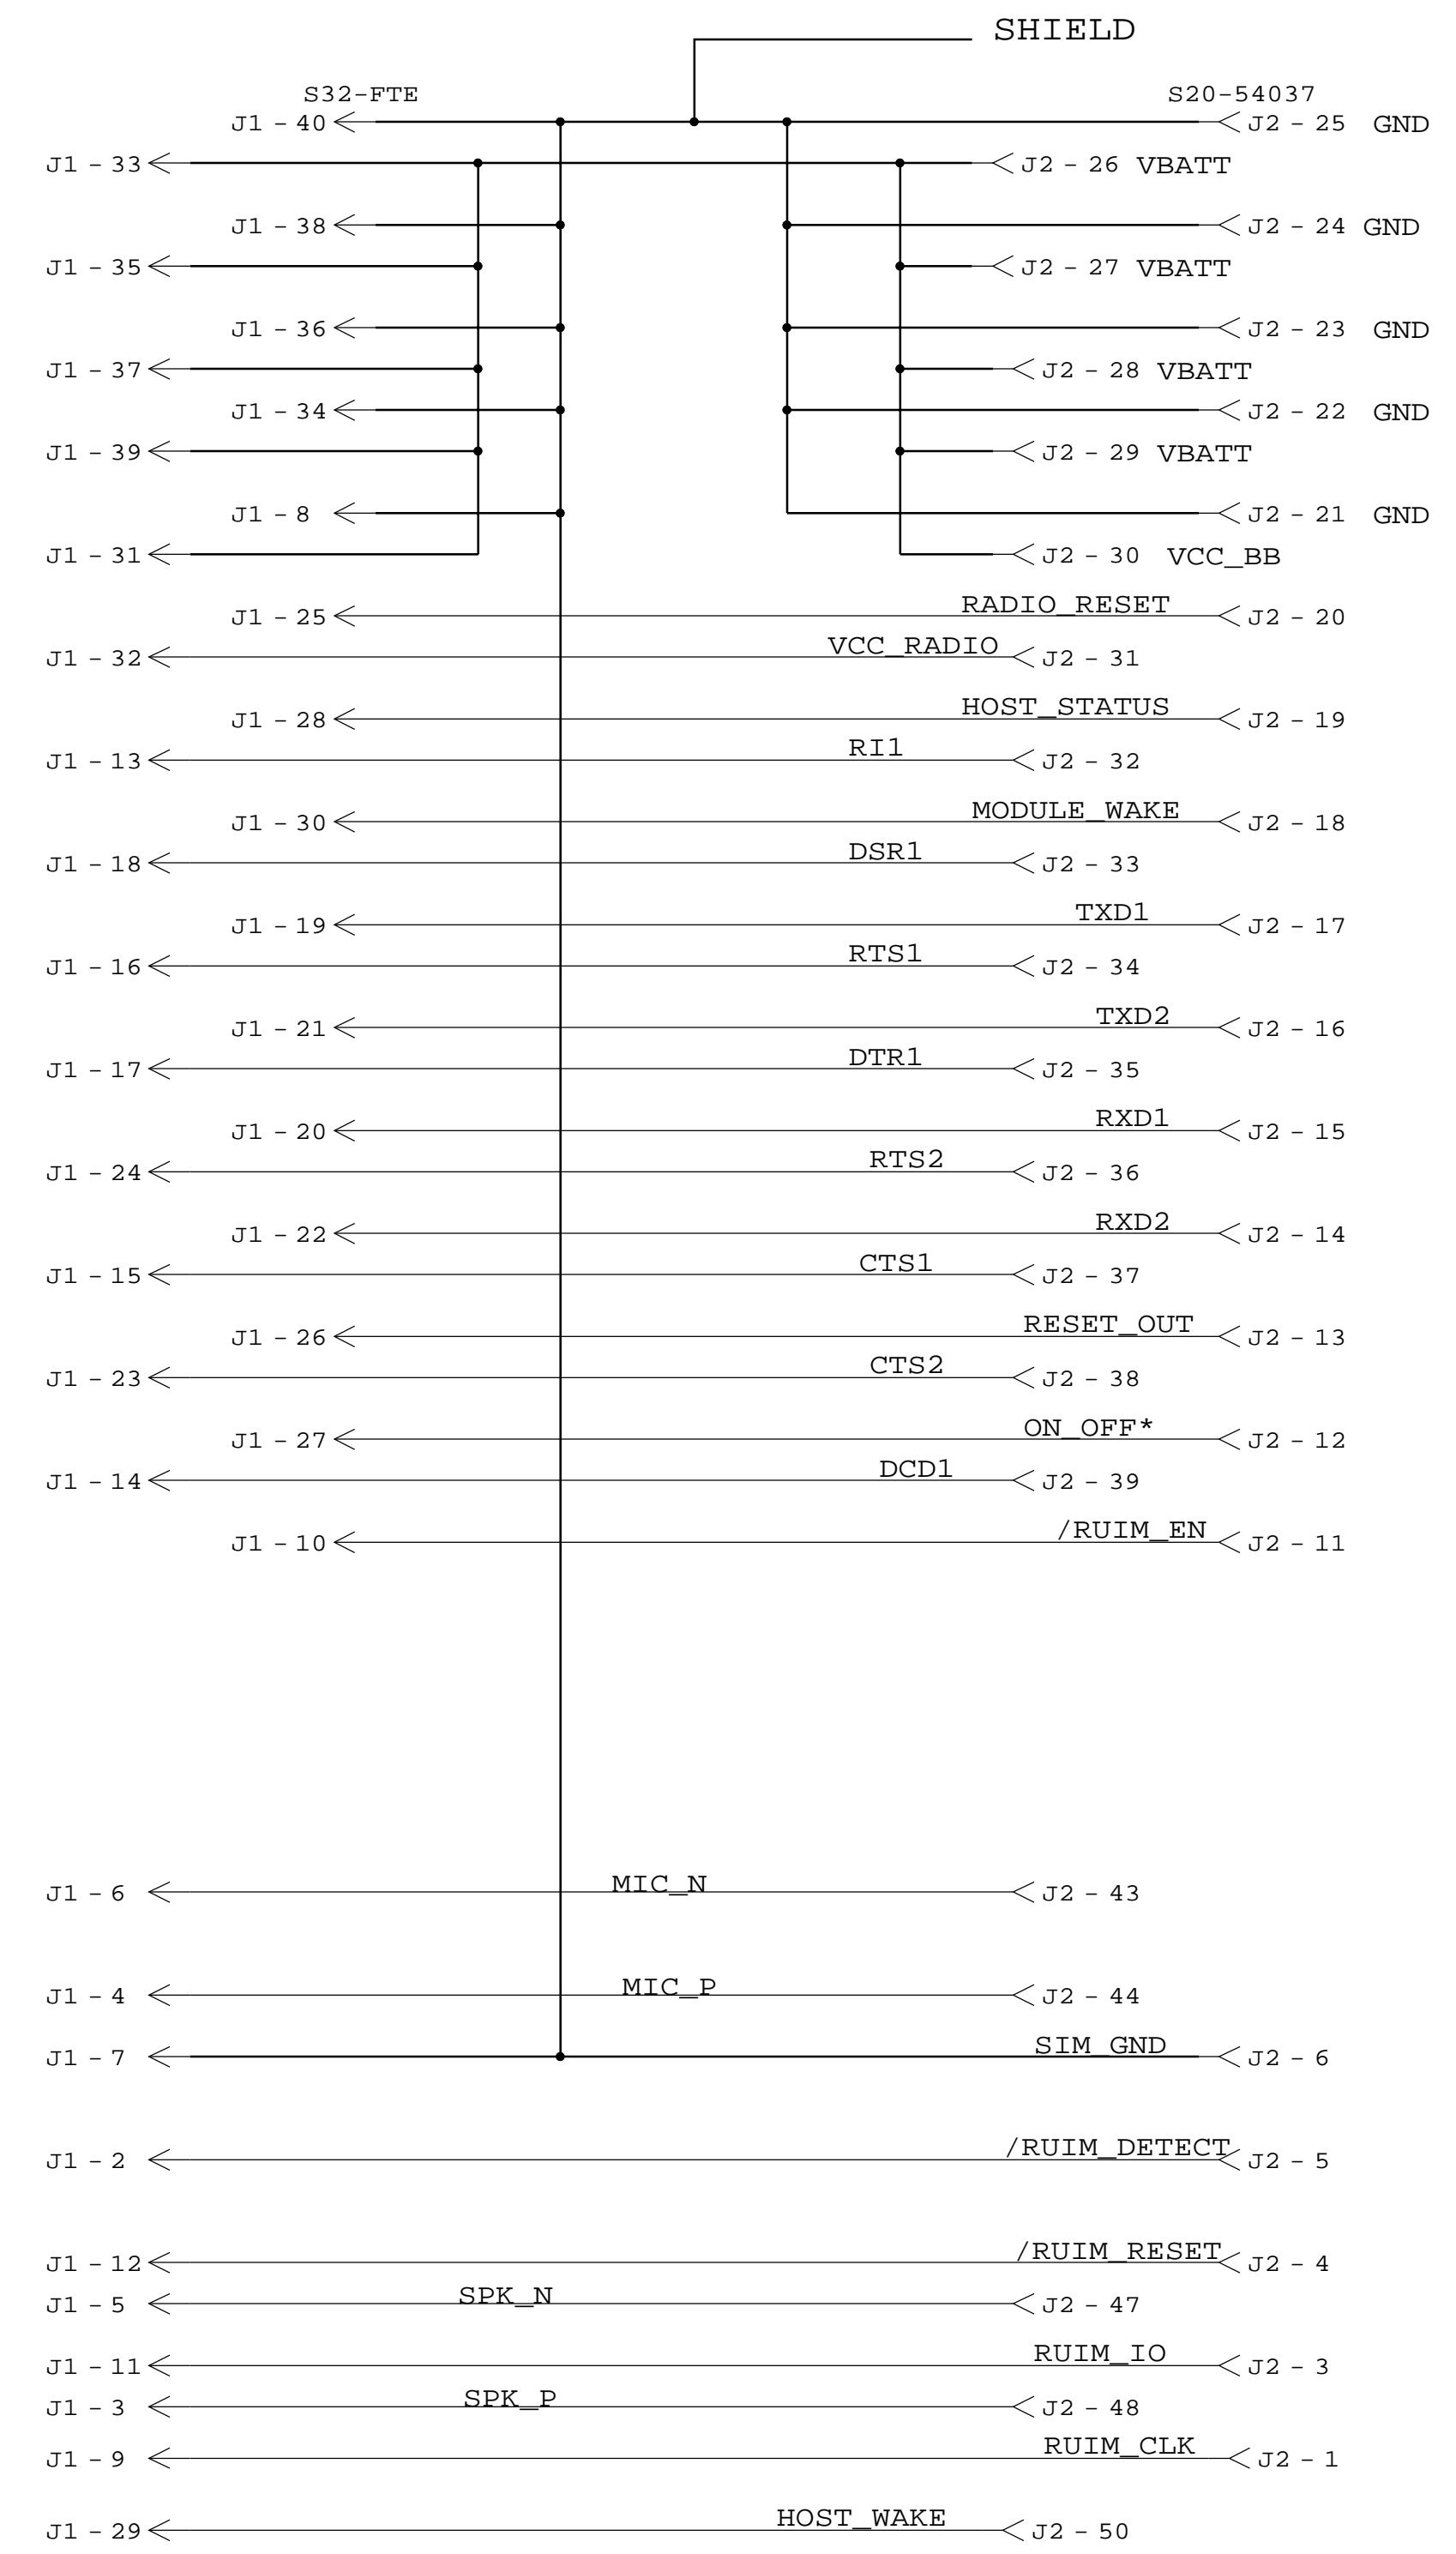 SHIELD
S32-FTE S20-54037
J1 - 40 J2 - 25 GND
J1 - 33 J2 - 26 VBATT
J1 - 38 J2 - 24 GND
J1 - 35 J2 - 27 VBATT
J1 - 36 J2 - 23 GND
J1 - 37 J2 - 28 VBATT
J1 - 34 J2 - 22 GND
J1 - 39 J2 - 29 VBATT
J1 - 8 J2 - 21 GND
J1 - 31 J2 - 30 VCC_BB
J1 - 25 RADIO_RESET J2 - 20
J1 - 32 VCC_RADIO J2 - 31
J1 - 28 HOST_STATUS J2 - 19
J1 - 13 RI1 J2 - 32
J1 - 30 MODULE_WAKE J2 - 18
J1 - 18 DSR1 J2 - 33
J1 - 19 TXD1 J2 - 17
J1 - 16 RTS1 J2 - 34
J1 - 21 TXD2 J2 - 16
J1 - 17 DTR1 J2 - 35
J1 - 20 RXD1 J2 - 15
J1 - 24 RTS2 J2 - 36
J1 - 22 RXD2 J2 - 14
J1 - 15 CTS1 J2 - 37
J1 - 26 RESET_OUT J2 - 13
J1 - 23 CTS2 J2 - 38
J1 - 27 ON_OFF* J2 - 12
J1 - 14 DCD1 J2 - 39
J1 - 10 /RUIM_EN J2 - 11
J1 - 6 MIC_N J2 - 43
J1 - 4 MIC_P J2 - 44
J1 - 7 SIM_GND J2 - 6
J1 - 2 /RUIM_DETECT J2 - 5
J1 - 12 /RUIM_RESET J2 - 4
J1 - 5 SPK_N J2 - 47
J1 - 11 RUIM_IO J2 - 3
J1 - 3 SPK_P J2 - 48
J1 - 9 RUIM_CLK J2 - 1
J1 - 29 HOST_WAKE J2 - 50